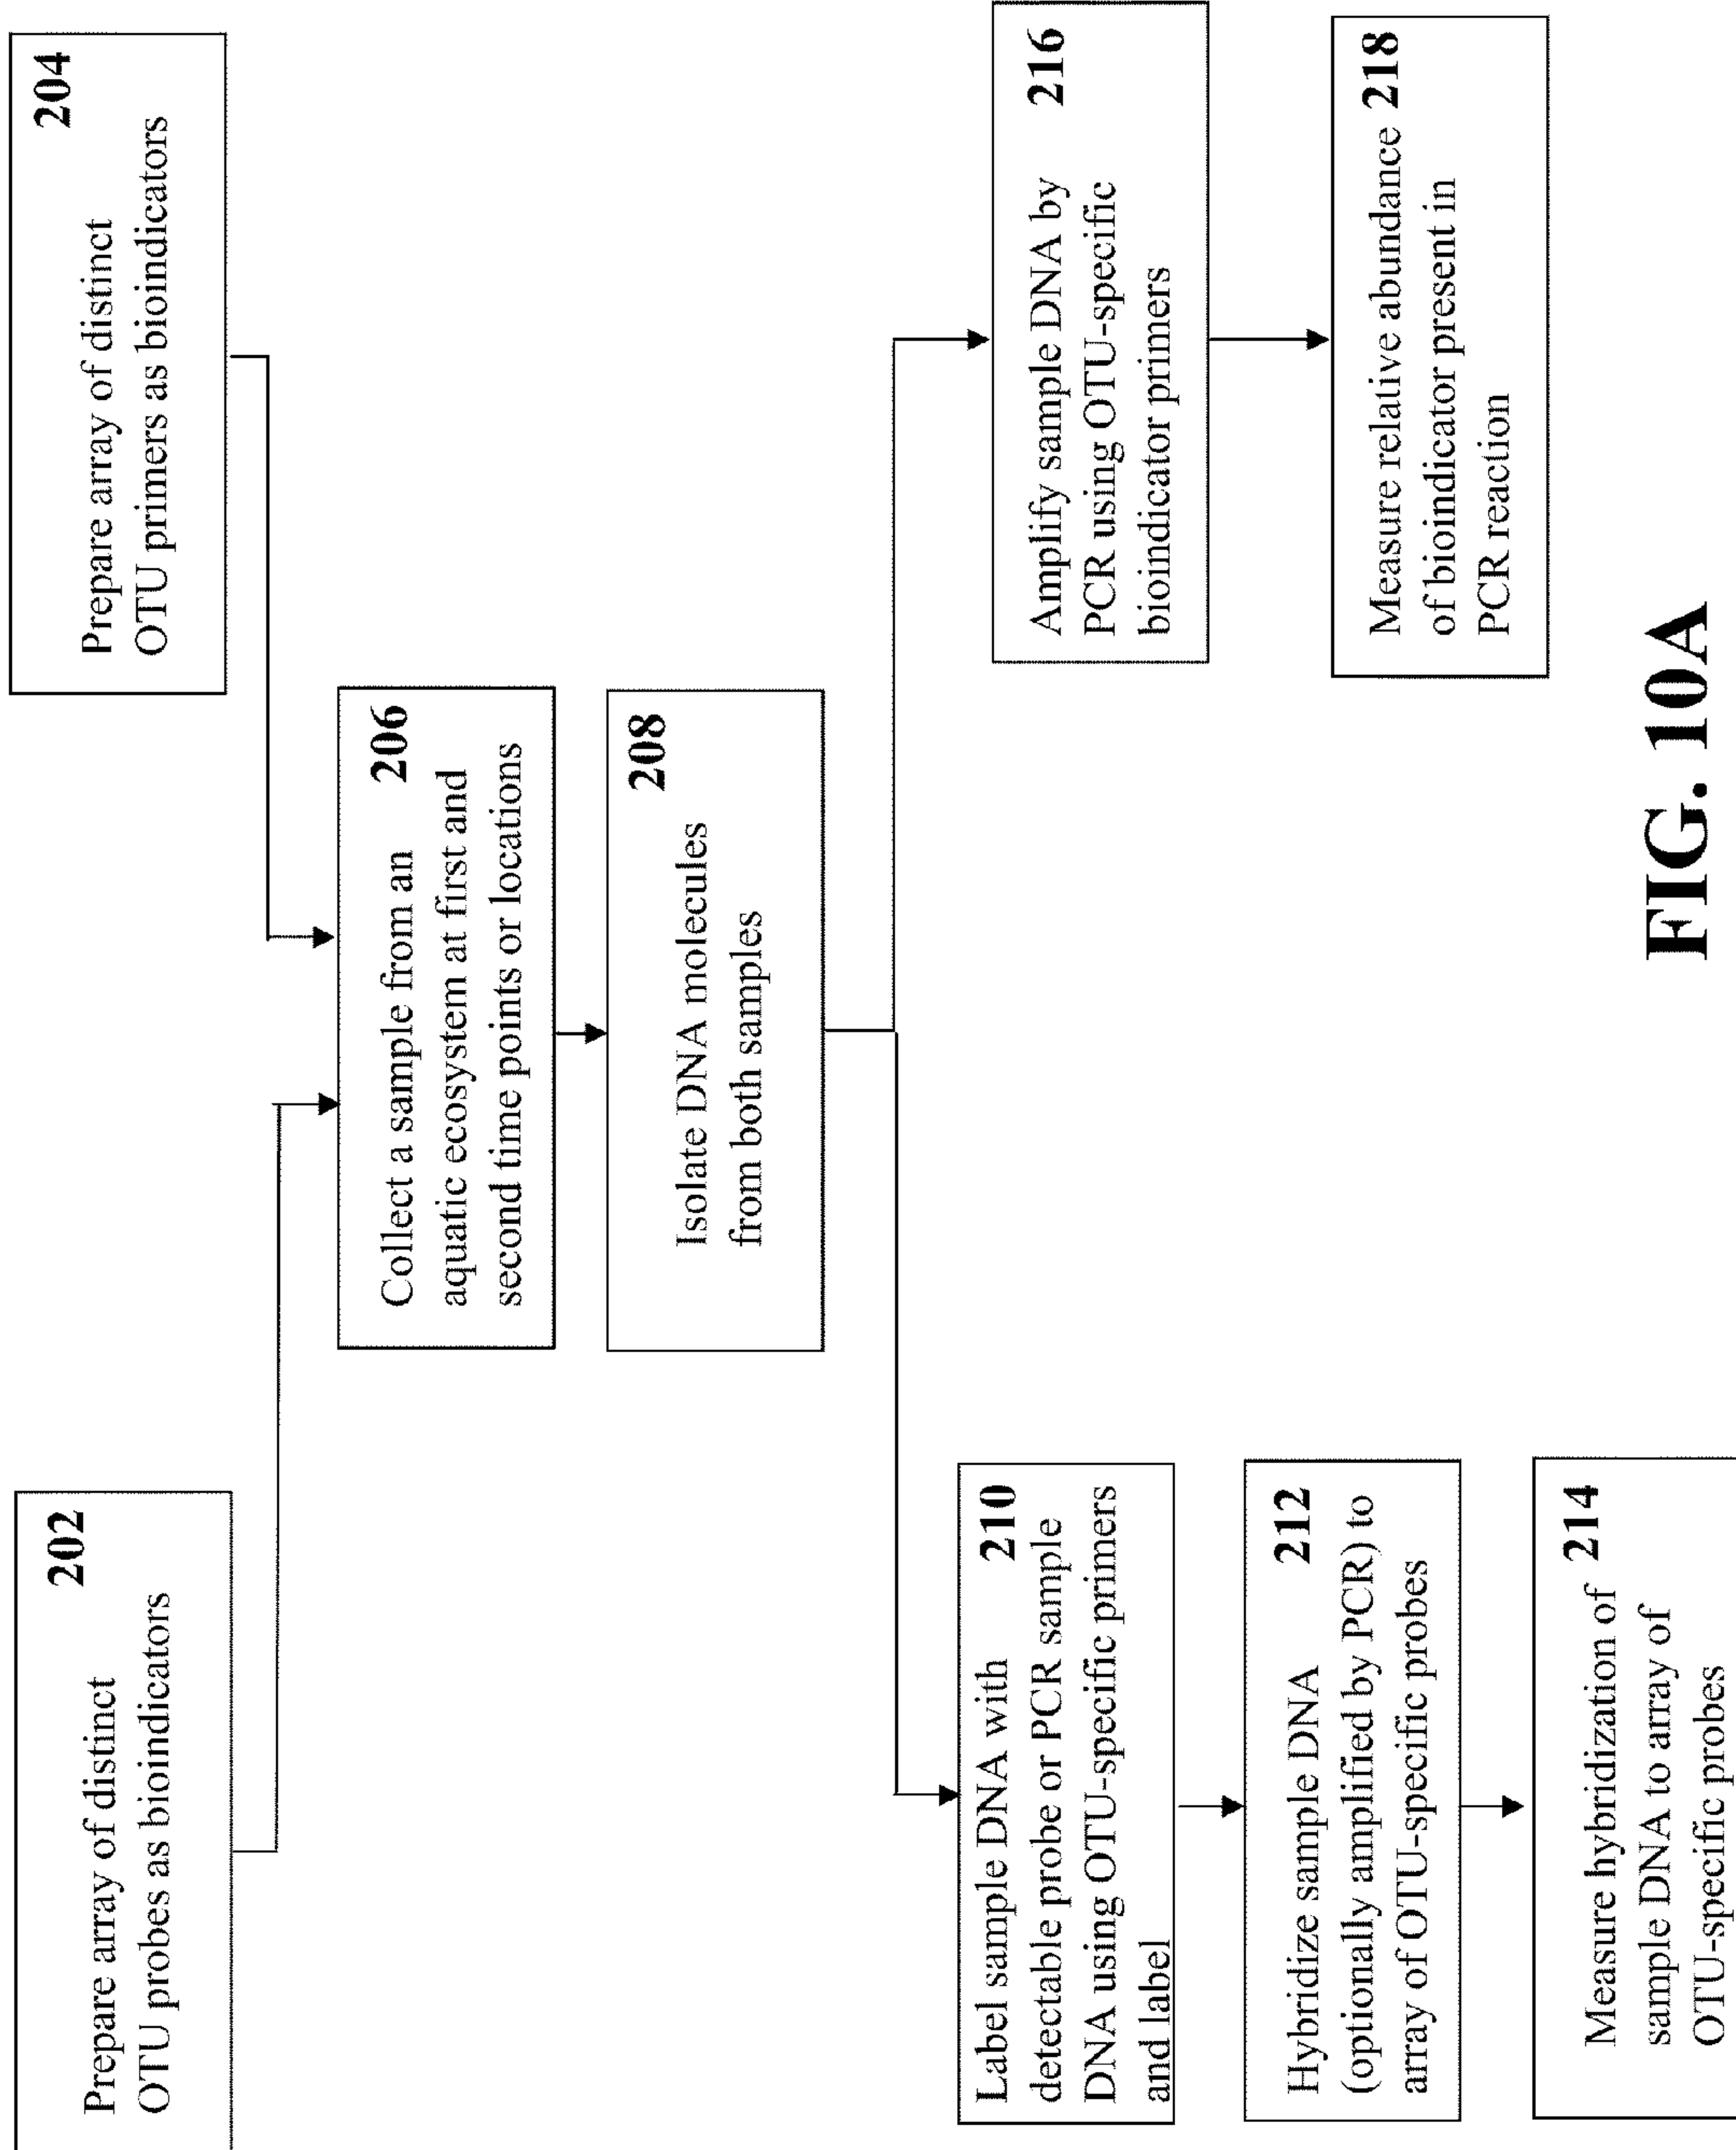 202
Prepare array of distinct
OTU probes as bioindicators
204
Prepare array of distinct
OTU primers as bioindicators
Collect a sample from an 206
aquatic ecosystem at first and
second time points or locations
208
Isolate DNA molecules
from both samples
Label sample DNA with 210
detectable probe or PCR sample
DNA using OTU-specific primers
and label
Hybridize sample DNA 212
(optionally amplified by PCR) to
array of OTU-specific probes
Measure hybridization of 214
sample DNA to array of
OTU-specific probes
Amplify sample DNA by 216
PCR using OTU-specific
bioindicator primers
Measure relative abundance 218
of bioindicator present in
PCR reaction
FIG. 10A